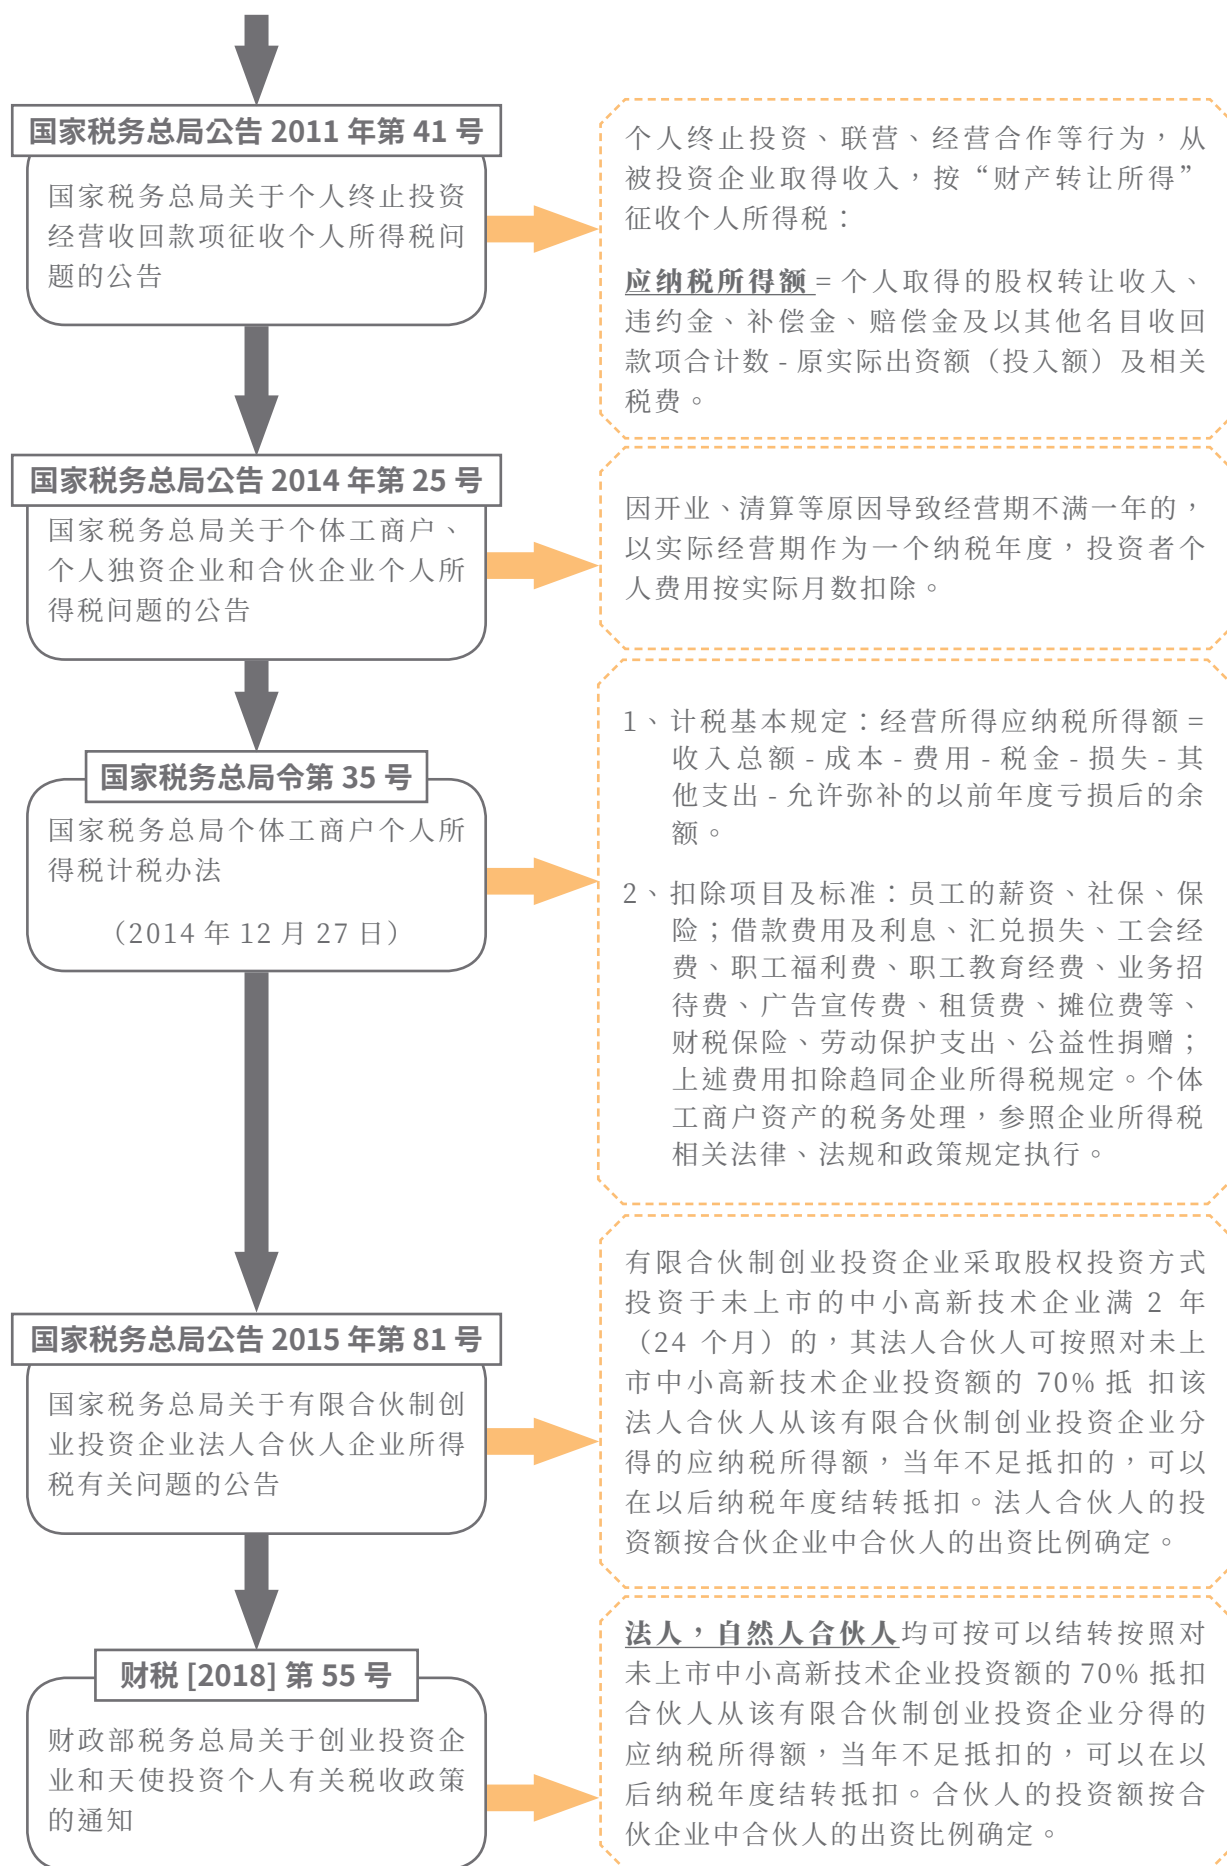 国家税务总局公告 2011 年第 41 号
国家税务总局关于个人终止投资
经营收回款项征收个人所得税问
题的公告
个人终止投资、联营、经营合作等行为，从
被投资企业取得收入，按“财产转让所得”
征收个人所得税：
应纳税所得额 = 个人取得的股权转让收入、
违约金、补偿金、赔偿金及以其他名目收回
款项合计数 - 原实际出资额（投入额）及相关
税费。
国家税务总局公告 2014 年第 25 号
国家税务总局关于个体工商户、
个人独资企业和合伙企业个人所
得税问题的公告
因开业、清算等原因导致经营期不满一年的，
以实际经营期作为一个纳税年度，投资者个
人费用按实际月数扣除。
国家税务总局令第 35 号
国家税务总局个体工商户个人所
得税计税办法
（2014 年 12 月 27 日）
1、计税基本规定：经营所得应纳税所得额 =
收入总额 - 成本 - 费用 - 税金 - 损失 - 其
他支出 - 允许弥补的以前年度亏损后的余
额。
2、扣除项目及标准：员工的薪资、社保、保
险；借款费用及利息、汇兑损失、工会经
费、职工福利费、职工教育经费、业务招
待费、广告宣传费、租赁费、摊位费等、
财税保险、劳动保护支出、公益性捐赠；
上述费用扣除趋同企业所得税规定。个体
工商户资产的税务处理，参照企业所得税
相关法律、法规和政策规定执行。
国家税务总局公告 2015 年第 81 号
国家税务总局关于有限合伙制创
业投资企业法人合伙人企业所得
税有关问题的公告
有限合伙制创业投资企业采取股权投资方式
投资于未上市的中小高新技术企业满 2 年
（24 个月）的，其法人合伙人可按照对未上
市中小高新技术企业投资额的 70% 抵 扣该
法人合伙人从该有限合伙制创业投资企业分
得的应纳税所得额，当年不足抵扣的，可以
在以后纳税年度结转抵扣。法人合伙人的投
资额按合伙企业中合伙人的出资比例确定。
财税 [2018] 第 55 号
财政部税务总局关于创业投资企
业和天使投资个人有关税收政策
的通知
法人，自然人合伙人均可按可以结转按照对
未上市中小高新技术企业投资额的 70% 抵扣
合伙人从该有限合伙制创业投资企业分得的
应纳税所得额，当年不足抵扣的，可以在以
后纳税年度结转抵扣。合伙人的投资额按合
伙企业中合伙人的出资比例确定。